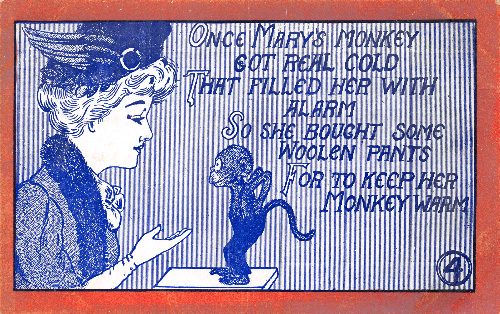 ONCE MARY'S MONKEY
GOT REAL COLD
THAT FILLED HER WITH
ALARM
SO SHE BOUGHT SOME
WOOLEN PANTS
FOR TO KEEP HER
MONKEY WARM
4